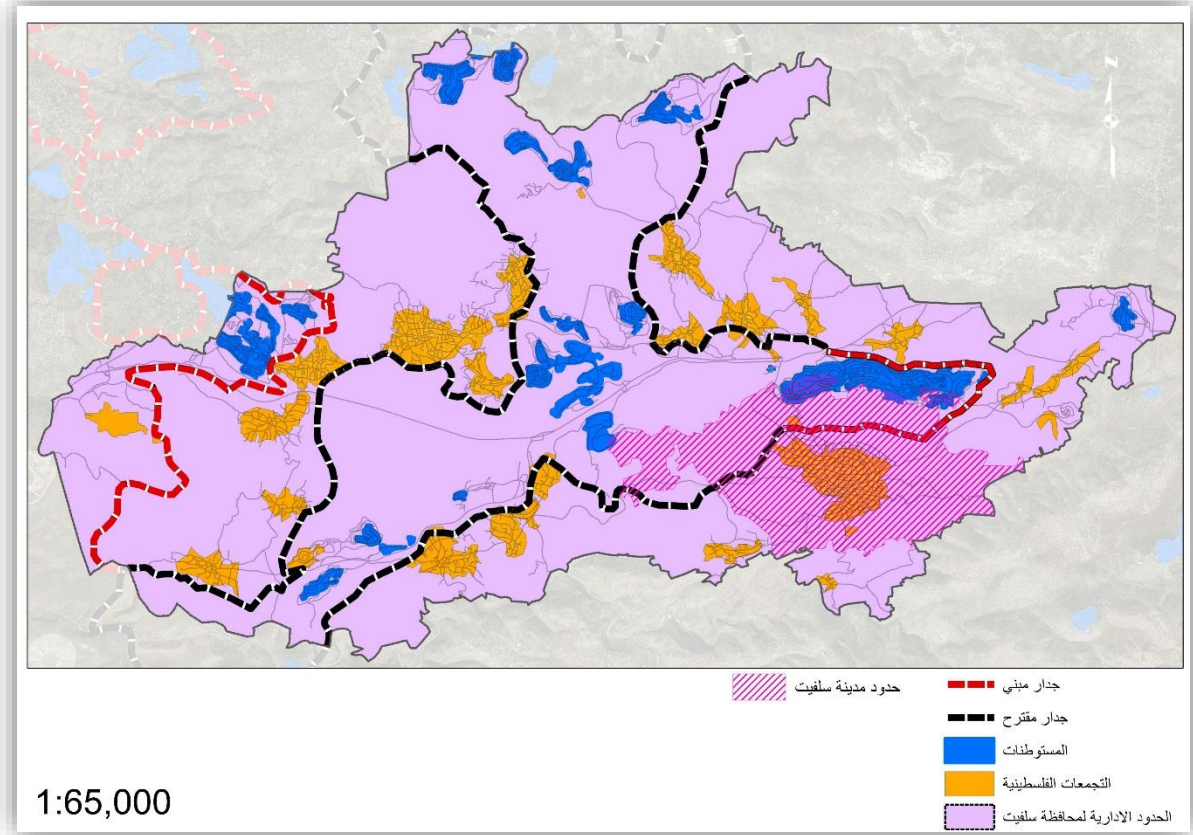 جدار مبني
جدار مقترح
المستوطنات
التجمعات الفلسطينية
الحدود الادارية لمحافظة سلفيت
حدود مدينة سلفيت
1:65,000